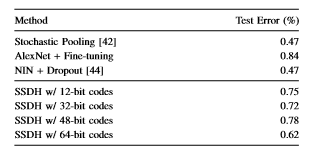 Method Test Error (%)
Stochastic Pooling [42] 0.47
AlexNet + Fine-tuning 0.84
NIN + Dropout [44] 0.47
SSDH w/ 12-bit codes 0.75
SSDH w/ 32-bit codes 0.72
SSDH w/ 48-bit codes 0.78
SSDH w/ 64-bit codes 0.62